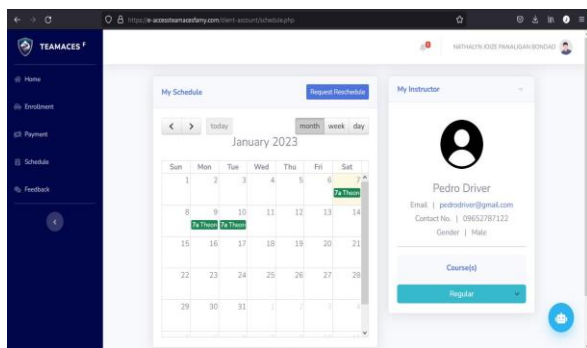 https://e-accessteamacesfamy.com/client-account/schedule.php
TEAMACES F
NATHALYN JOIZE PANALIGAN BONDAD
Home
Enrollment
Payment
Schedule
Feedback
My Schedule
Request Reschedule
today
month week day
January 2023
Sun Mon Tue Wed Thu Fri Sat
1 2 3 4 5 6 7
7a Theori
8 9 10 11 12 13 14
7a Theori 7a Theori
15 16 17 18 19 20 21
22 23 24 25 26 27 28
29 30 31 1 2 3 4
My Instructor
Pedro Driver
Email | pedrodriver@gmail.com
Contact No. | 09652787122
Gender | Male
Course(s)
Regular